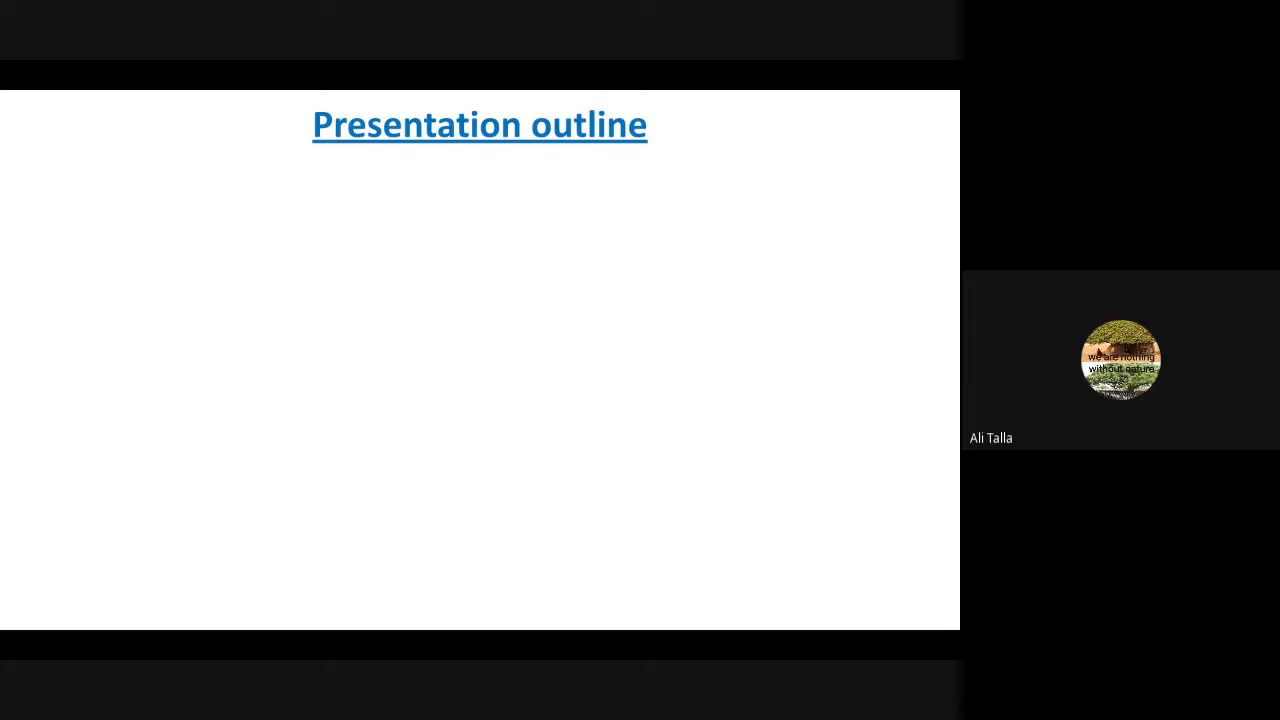 Presentation outline
we are nothing
without nature
Ali Talla